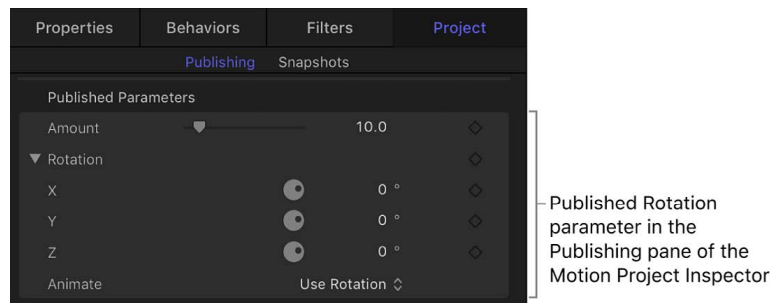 Properties Behaviors Filters Project
Publishing Snapshots
Published Parameters
Amount 10.0
Rotation
X 0 °
Y 0 °
Z 0 °
Animate Use Rotation
Published Rotation
parameter in the
Publishing pane of the
Motion Project Inspector